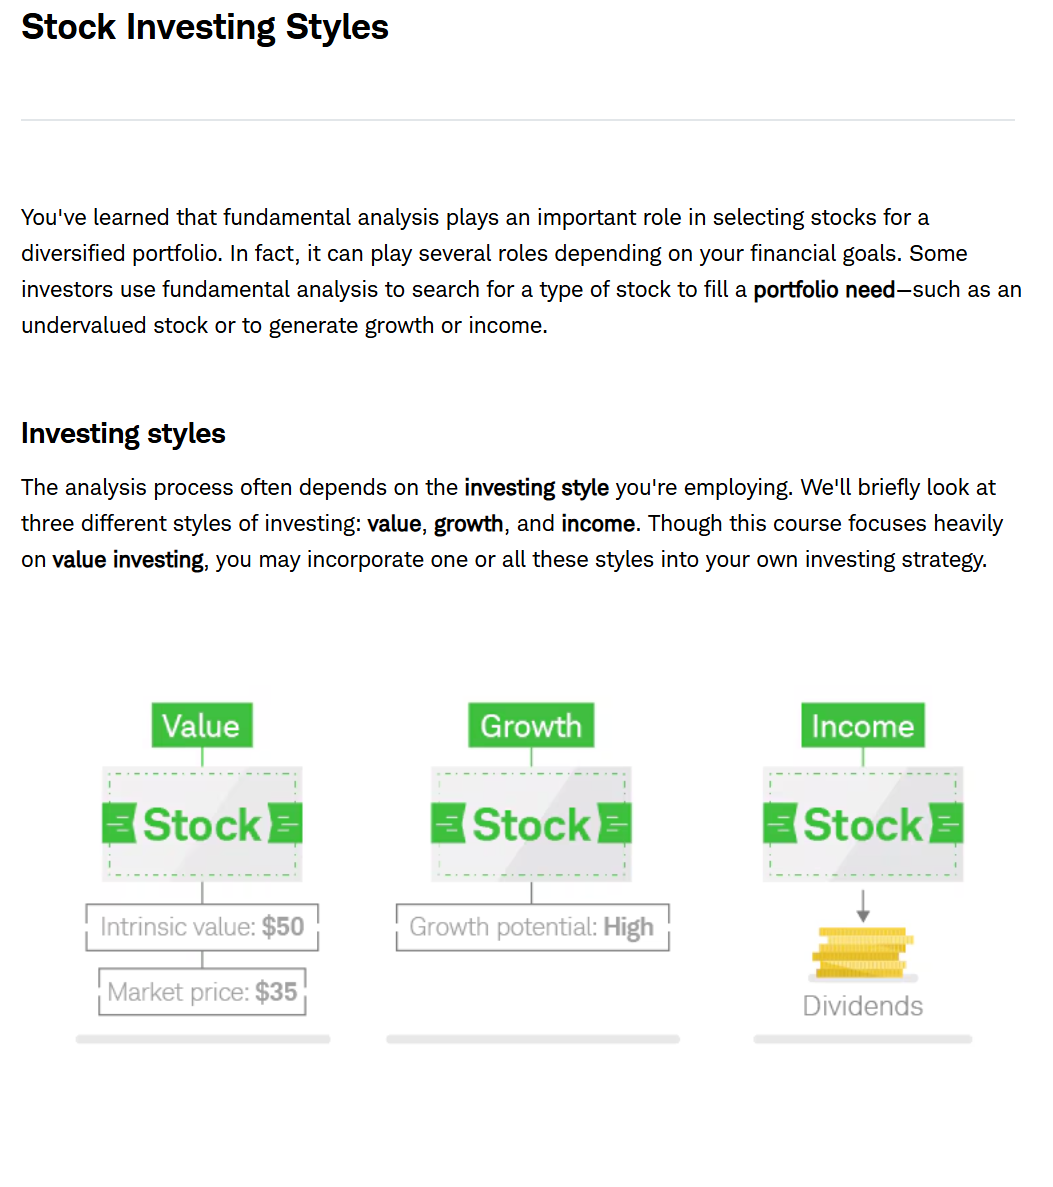 Stock Investing Styles
You've learned that fundamental analysis plays an important role in selecting stocks for a
diversified portfolio. In fact, it can play several roles depending on your financial goals. Some
investors use fundamental analysis to search for a type of stock to fill a portfolio need—such as an
undervalued stock or to generate growth or income.
Investing styles
The analysis process often depends on the investing style you're employing. We'll briefly look at
three different styles of investing: value, growth, and income. Though this course focuses heavily
on value investing, you may incorporate one or all these styles into your own investing strategy.
Value
Stock
Intrinsic value: $50
Market price: $35
Growth
Stock
Growth potential: High
Income
Stock
Dividends